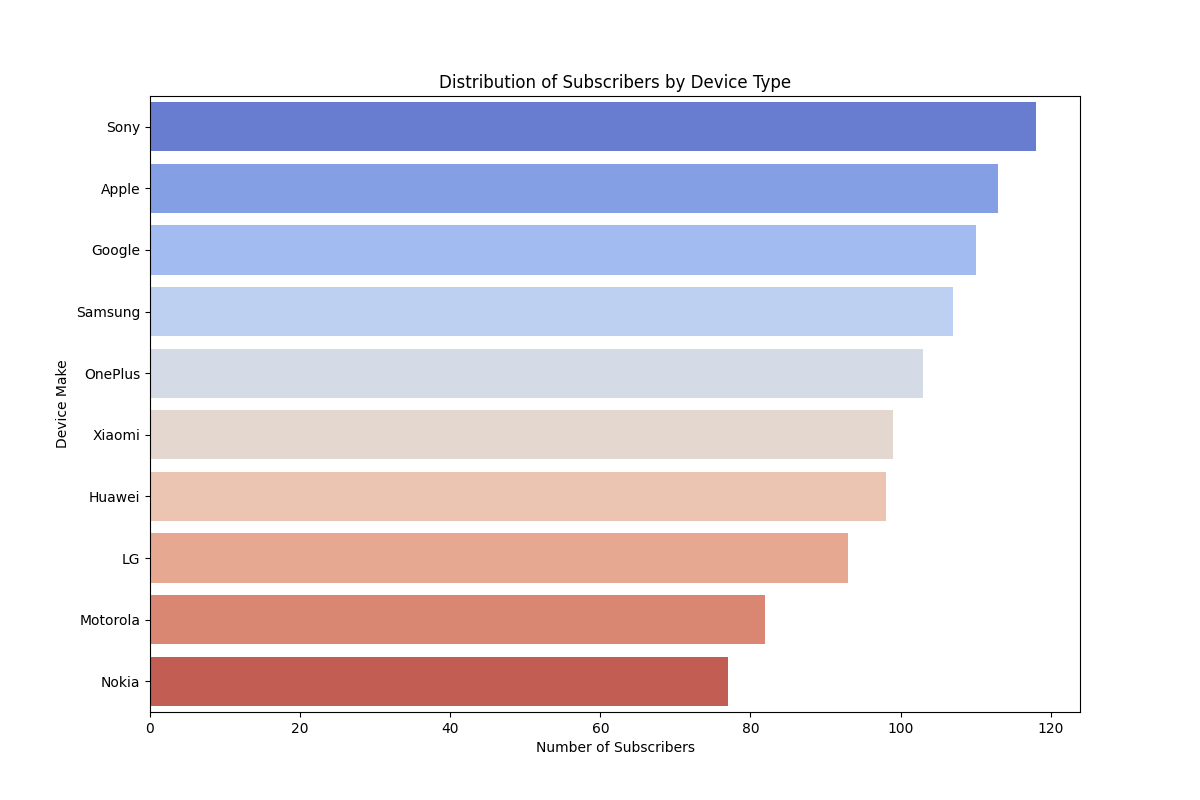 Distribution of Subscribers by Device Type
Device Make
Sony
Apple
Google
Samsung
OnePlus
Xiaomi
Huawei
LG
Motorola
Nokia
0 20 40 60 80 100 120
Number of Subscribers